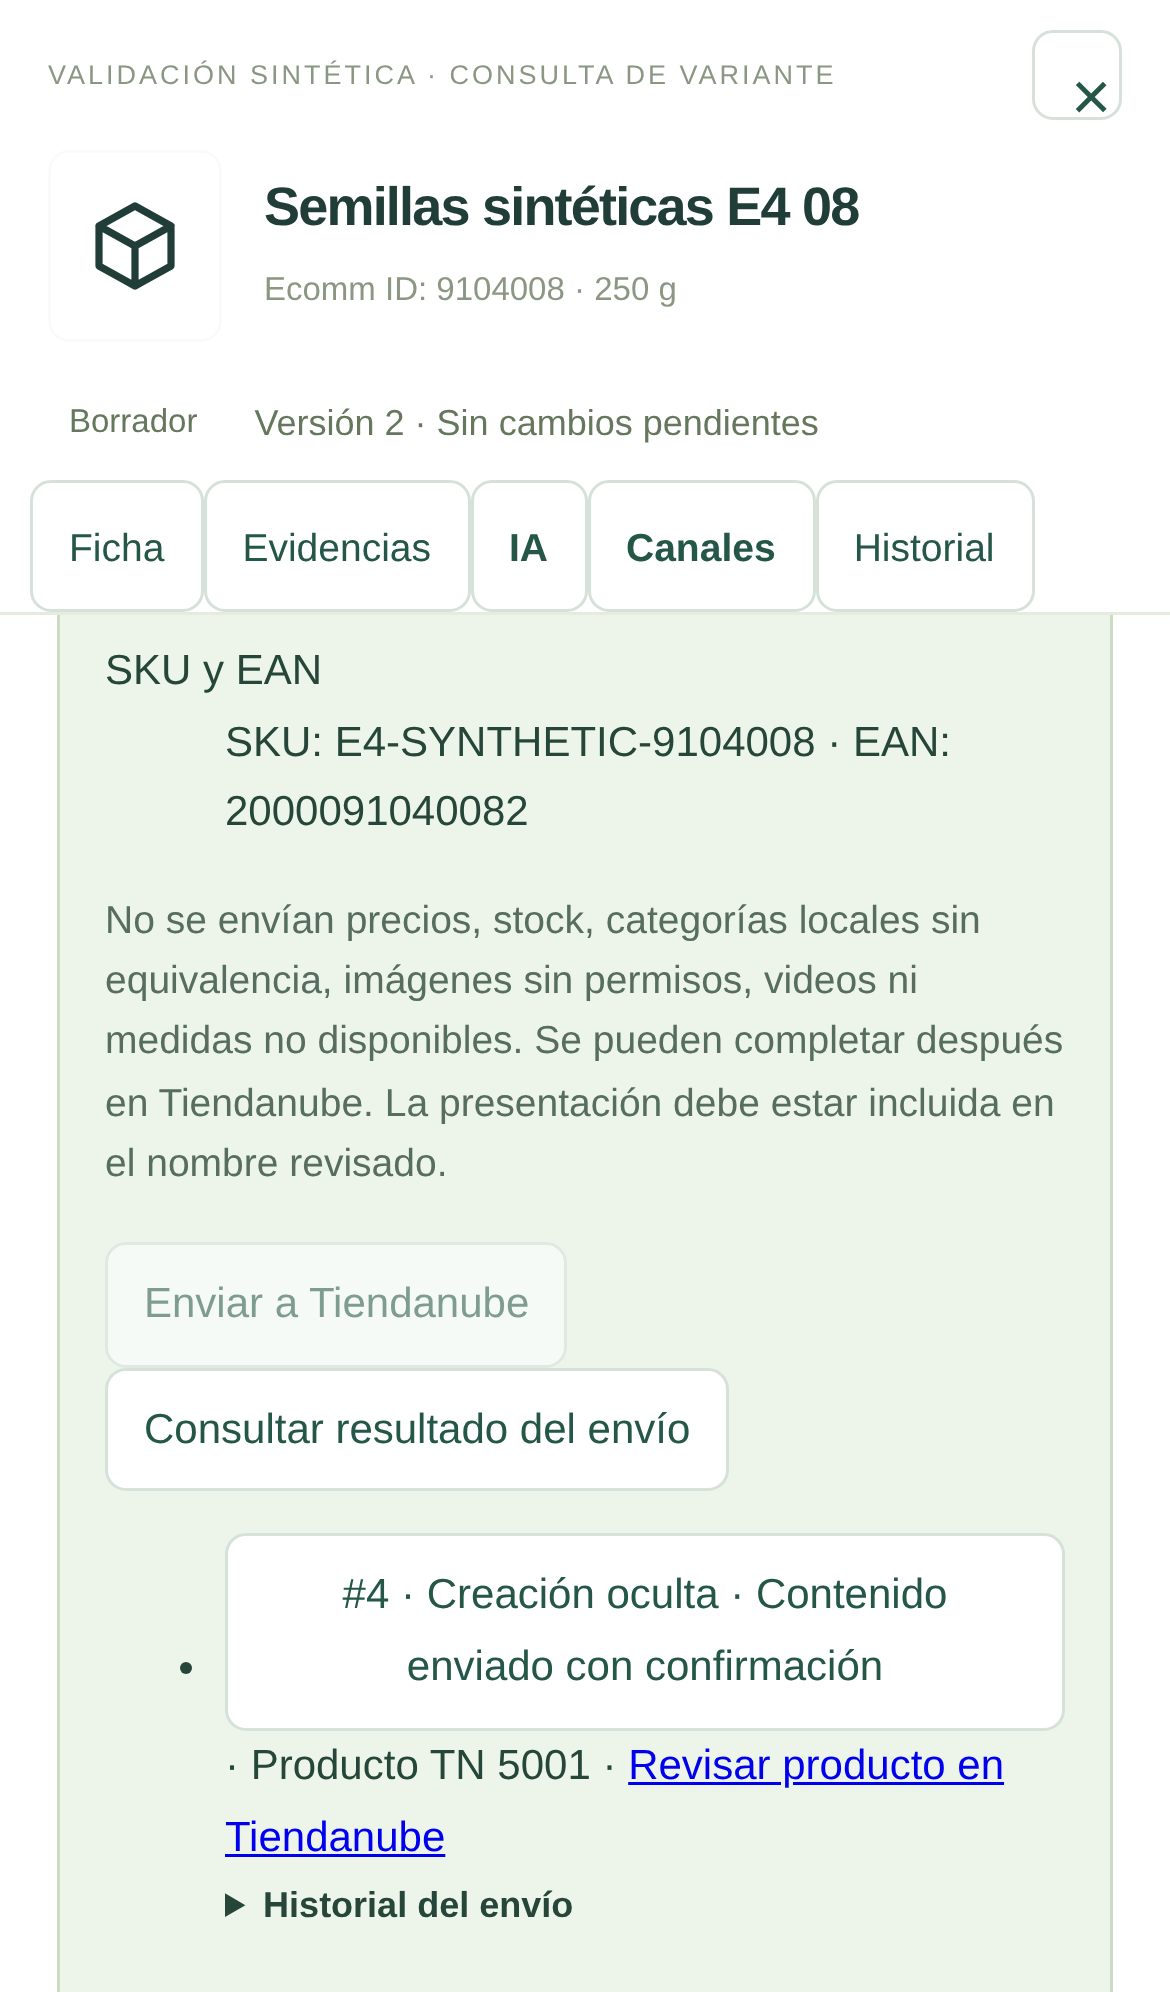 VALIDACIÓN SINTÉTICA · CONSULTA DE VARIANTE
×
Semillas sintéticas E4 08
Ecomm ID: 9104008 · 250 g
Borrador
Versión 2 · Sin cambios pendientes
Ficha
Evidencias
IA
Canales
Historial
SKU y EAN
SKU: E4-SYNTHETIC-9104008 · EAN:
2000091040082
No se envían precios, stock, categorías locales sin
equivalencia, imágenes sin permisos, videos ni
medidas no disponibles. Se pueden completar después
en Tiendanube. La presentación debe estar incluida en
el nombre revisado.
Enviar a Tiendanube
Consultar resultado del envío
#4 · Creación oculta · Contenido
enviado con confirmación
· Producto TN 5001 · Revisar producto en
Tiendanube
Historial del envío